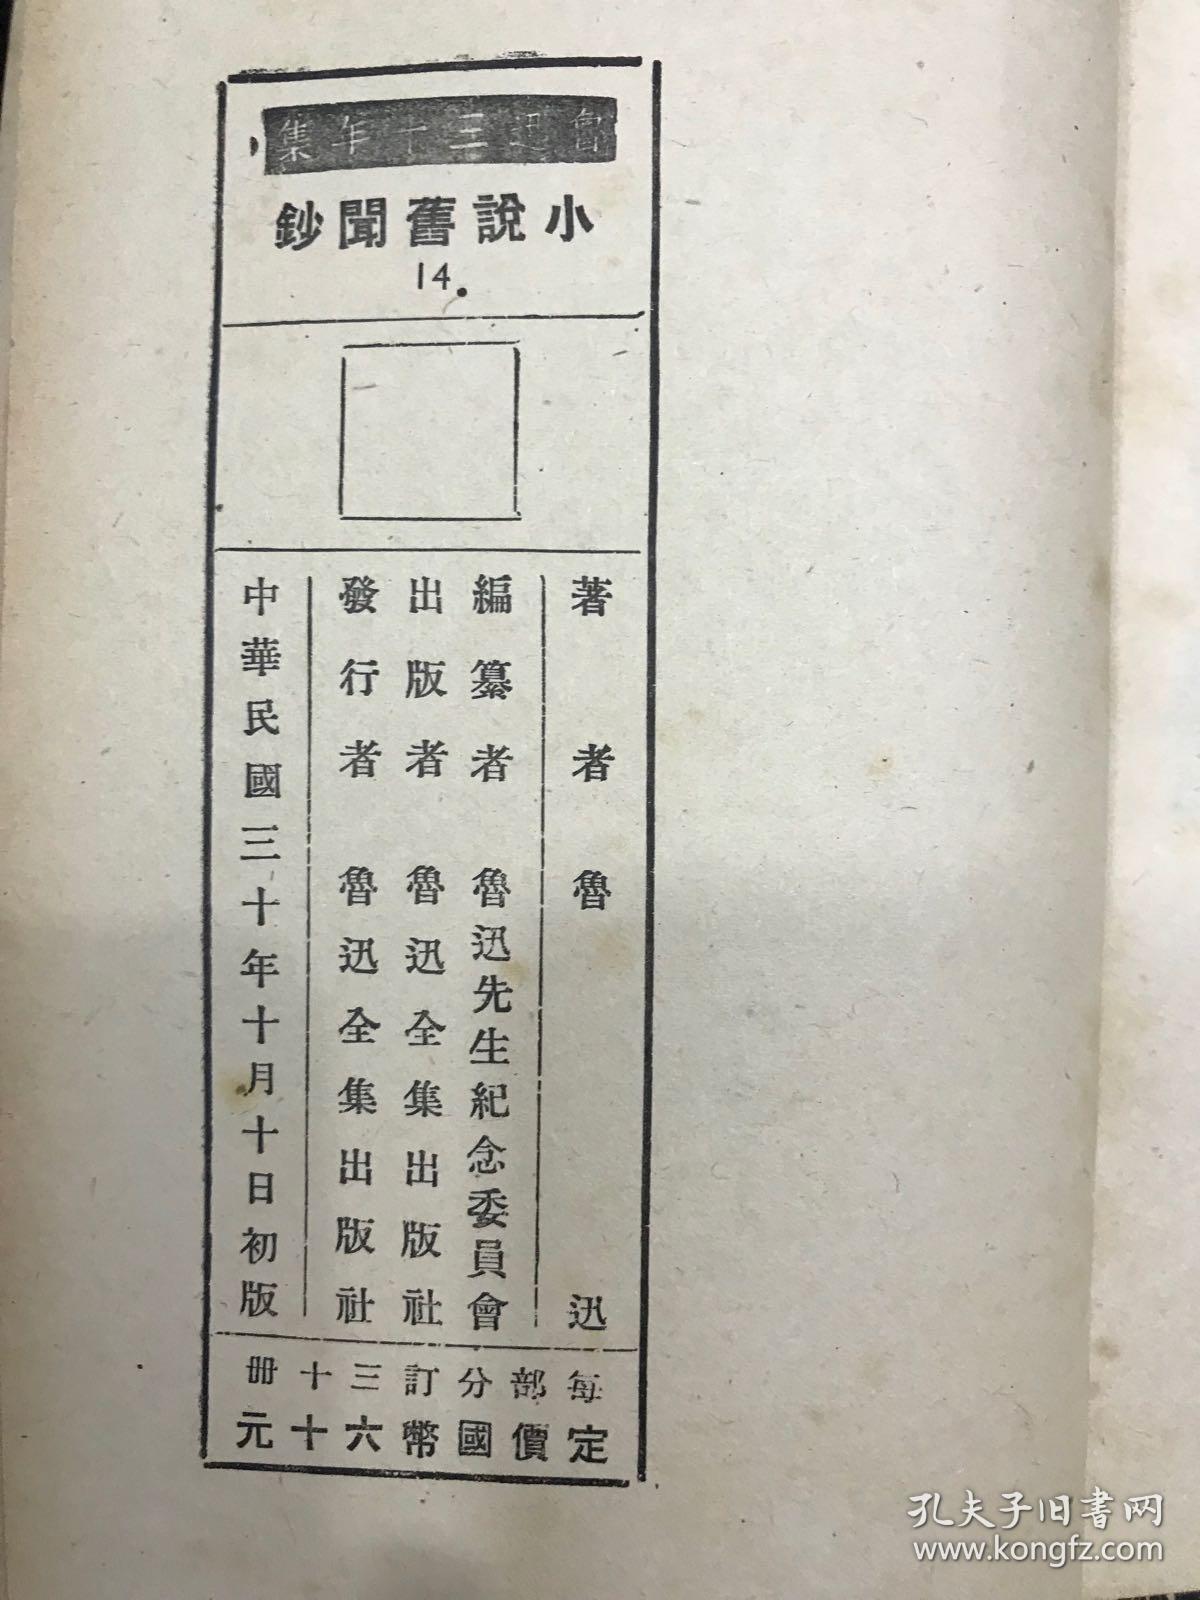 魯迅三十年集
小說舊聞鈔
14.
著者 魯迅
編纂者 魯迅先生紀念委員會
出版者 魯迅全集出版社
發行者 魯迅全集出版社
中華民國三十年十月十日初版
每部分訂三十冊
定價國幣六十元
孔夫子旧书网
www.kongfz.com